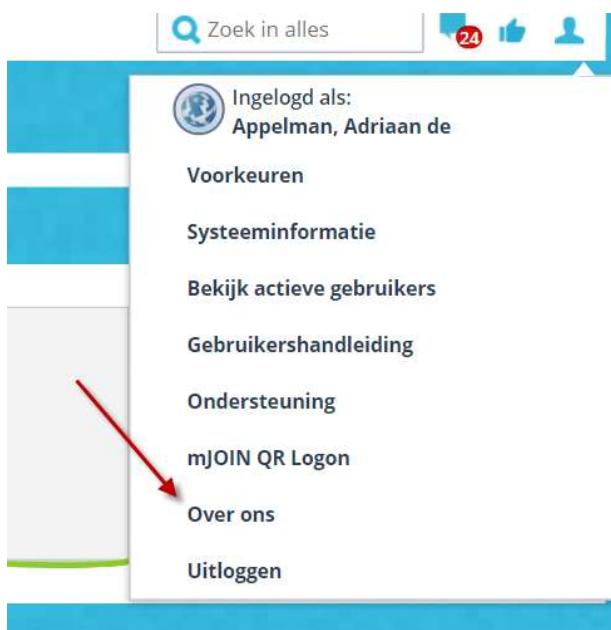 Zoek in alles
24
Ingelogd als:
Appelman, Adriaan de
Voorkeuren
Systeeminformatie
Bekijk actieve gebruikers
Gebruikershandleiding
Ondersteuning
mJOIN QR Logon
Over ons
Uitloggen